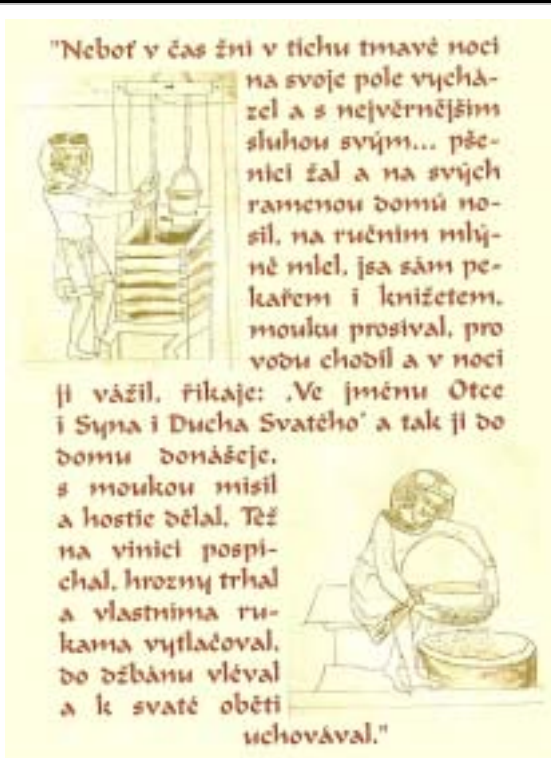 "Neboť v čas žní v tichu tmavé noci
na svoje pole vychá-
zel a s nejvěrnějším
sluhou svým... pše-
nici žal a na svých
ramenou domů no-
sil, na ručním mlý-
ně mlel, jsa sám pe-
kařem i knížetem,
mouku prosíval, pro
vodu chodil a v noci
ji vážil, říkaje: ,Ve jménu Otce
i Syna i Ducha Svatého' a tak ji do
domu donášeje,
s moukou mísil
a hostie dělal. Též
na vinici pospí-
chal, hrozny trhal
a vlastníma ru-
kama vytlačoval,
do džbánu vléval
a k svaté oběti
uchovával."